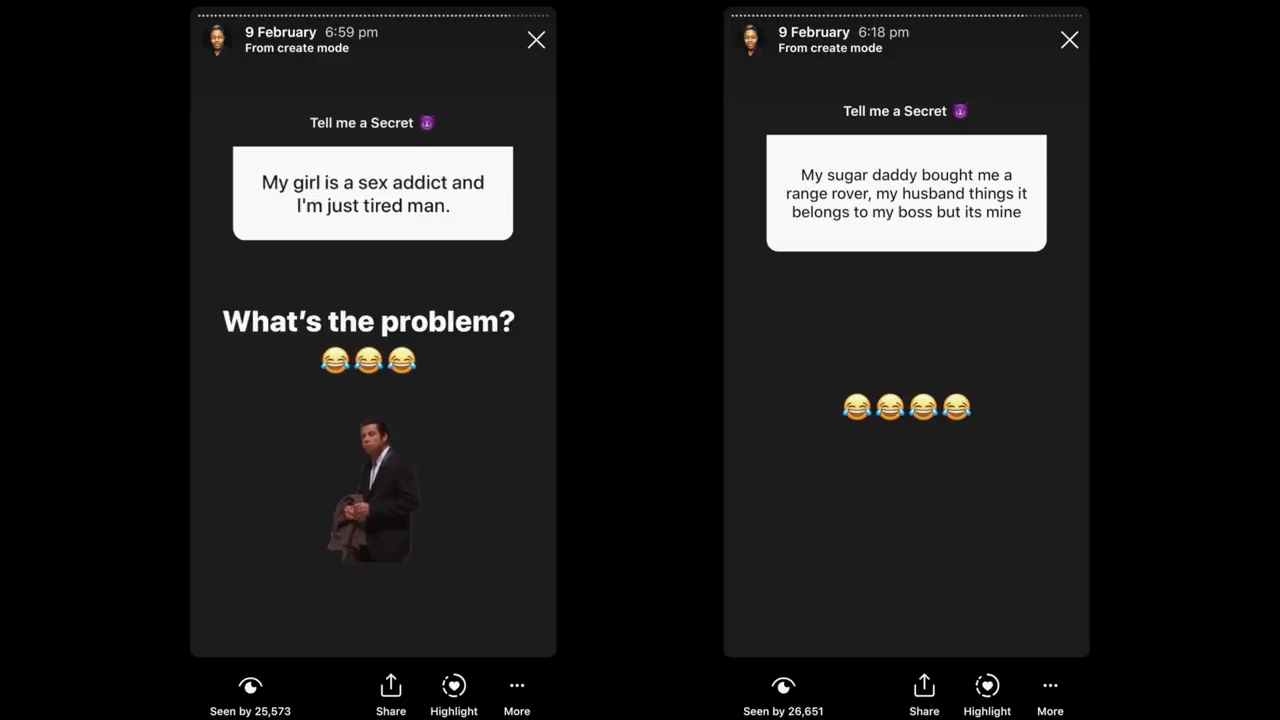 9 February 6:59 pm
From create mode
Tell me a Secret 😈
My girl is a sex addict and
I'm just tired man.
What's the problem?
😂😂😂
Seen by 25,573
Share
Highlight
More
9 February 6:18 pm
From create mode
Tell me a Secret 😈
My sugar daddy bought me a
range rover, my husband things it
belongs to my boss but its mine
😂😂😂😂
Seen by 26,651
Share
Highlight
More